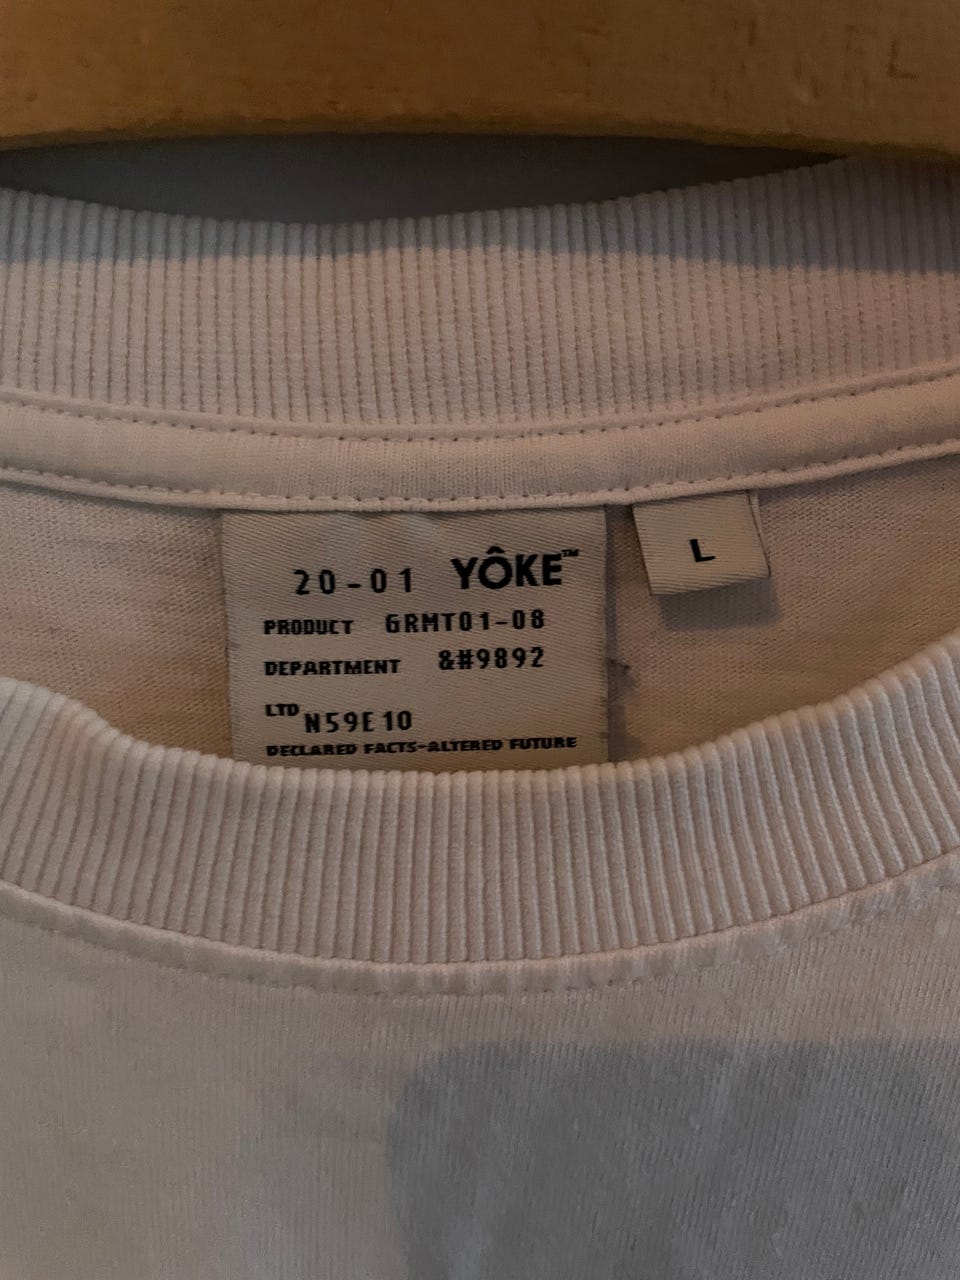 20-01 YÔKE™
PRODUCT GRMT01-08
DEPARTMENT &#9892
LTD N59E10
DECLARED FACTS-ALTERED FUTURE
L